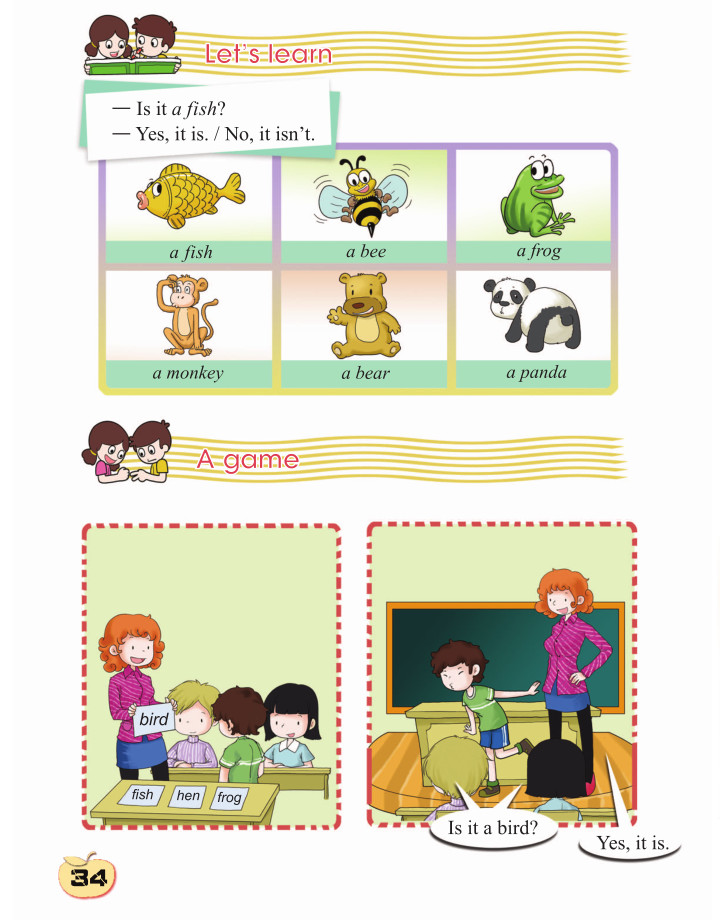 Let's learn
— Is it a fish?
— Yes, it is. / No, it isn't.
a fish
a bee
a frog
a monkey
a bear
a panda
A game
bird
fish
hen
frog
Is it a bird?
Yes, it is.
34